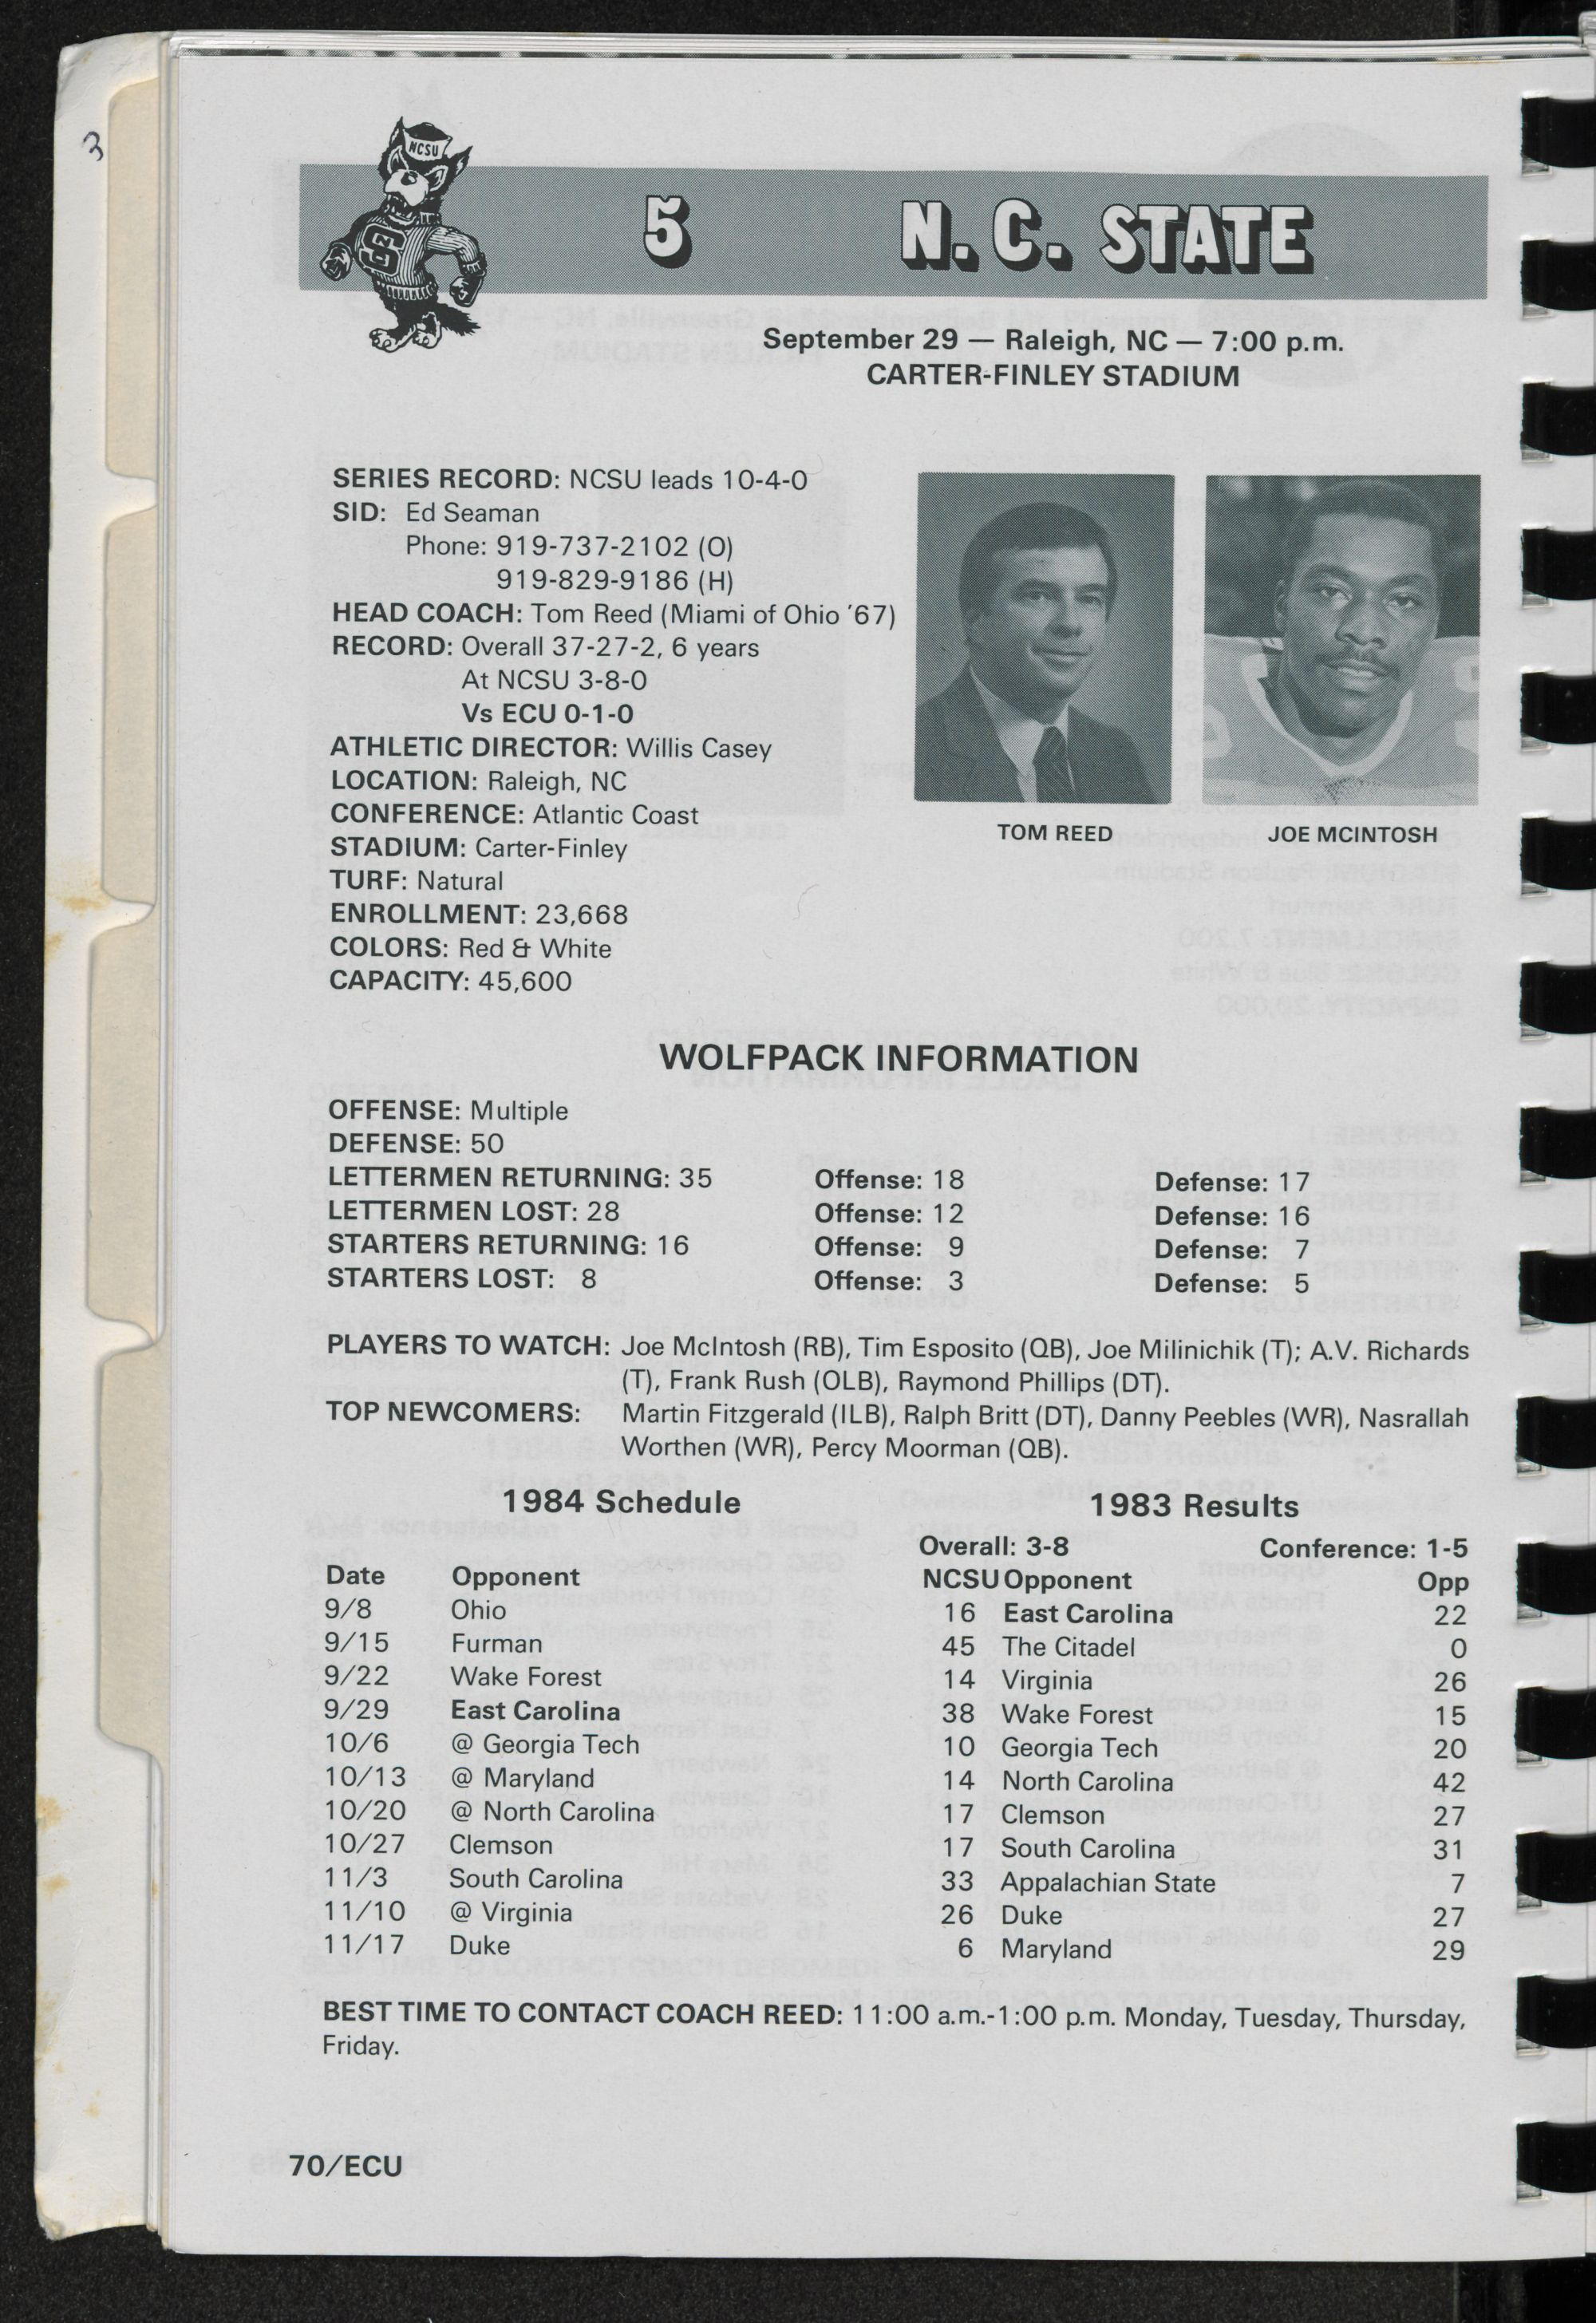 3
NCSU
5 N. C. STATE
September 29 — Raleigh, NC — 7:00 p.m.
CARTER-FINLEY STADIUM
SERIES RECORD: NCSU leads 10-4-0
SID: Ed Seaman
Phone: 919-737-2102 (O)
919-829-9186 (H)
HEAD COACH: Tom Reed (Miami of Ohio '67)
RECORD: Overall 37-27-2, 6 years
At NCSU 3-8-0
Vs ECU 0-1-0
ATHLETIC DIRECTOR: Willis Casey
LOCATION: Raleigh, NC
CONFERENCE: Atlantic Coast
STADIUM: Carter-Finley
TURF: Natural
ENROLLMENT: 23,668
COLORS: Red & White
CAPACITY: 45,600
TOM REED JOE MCINTOSH
WOLFPACK INFORMATION
OFFENSE: Multiple
DEFENSE: 50
LETTERMEN RETURNING: 35 Offense: 18 Defense: 17
LETTERMEN LOST: 28 Offense: 12 Defense: 16
STARTERS RETURNING: 16 Offense: 9 Defense: 7
STARTERS LOST: 8 Offense: 3 Defense: 5
PLAYERS TO WATCH: Joe McIntosh (RB), Tim Esposito (QB), Joe Milinichik (T); A.V. Richards
(T), Frank Rush (OLB), Raymond Phillips (DT).
TOP NEWCOMERS: Martin Fitzgerald (ILB), Ralph Britt (DT), Danny Peebles (WR), Nasrallah
Worthen (WR), Percy Moorman (QB).
1984 Schedule
Date Opponent
9/8 Ohio
9/15 Furman
9/22 Wake Forest
9/29 East Carolina
10/6 @ Georgia Tech
10/13 @ Maryland
10/20 @ North Carolina
10/27 Clemson
11/3 South Carolina
11/10 @ Virginia
11/17 Duke
1983 Results
Overall: 3-8 Conference: 1-5
NCSU Opponent Opp
16 East Carolina 22
45 The Citadel 0
14 Virginia 26
38 Wake Forest 15
10 Georgia Tech 20
14 North Carolina 42
17 Clemson 27
17 South Carolina 31
33 Appalachian State 7
26 Duke 27
6 Maryland 29
BEST TIME TO CONTACT COACH REED: 11:00 a.m.-1:00 p.m. Monday, Tuesday, Thursday,
Friday.
70/ECU